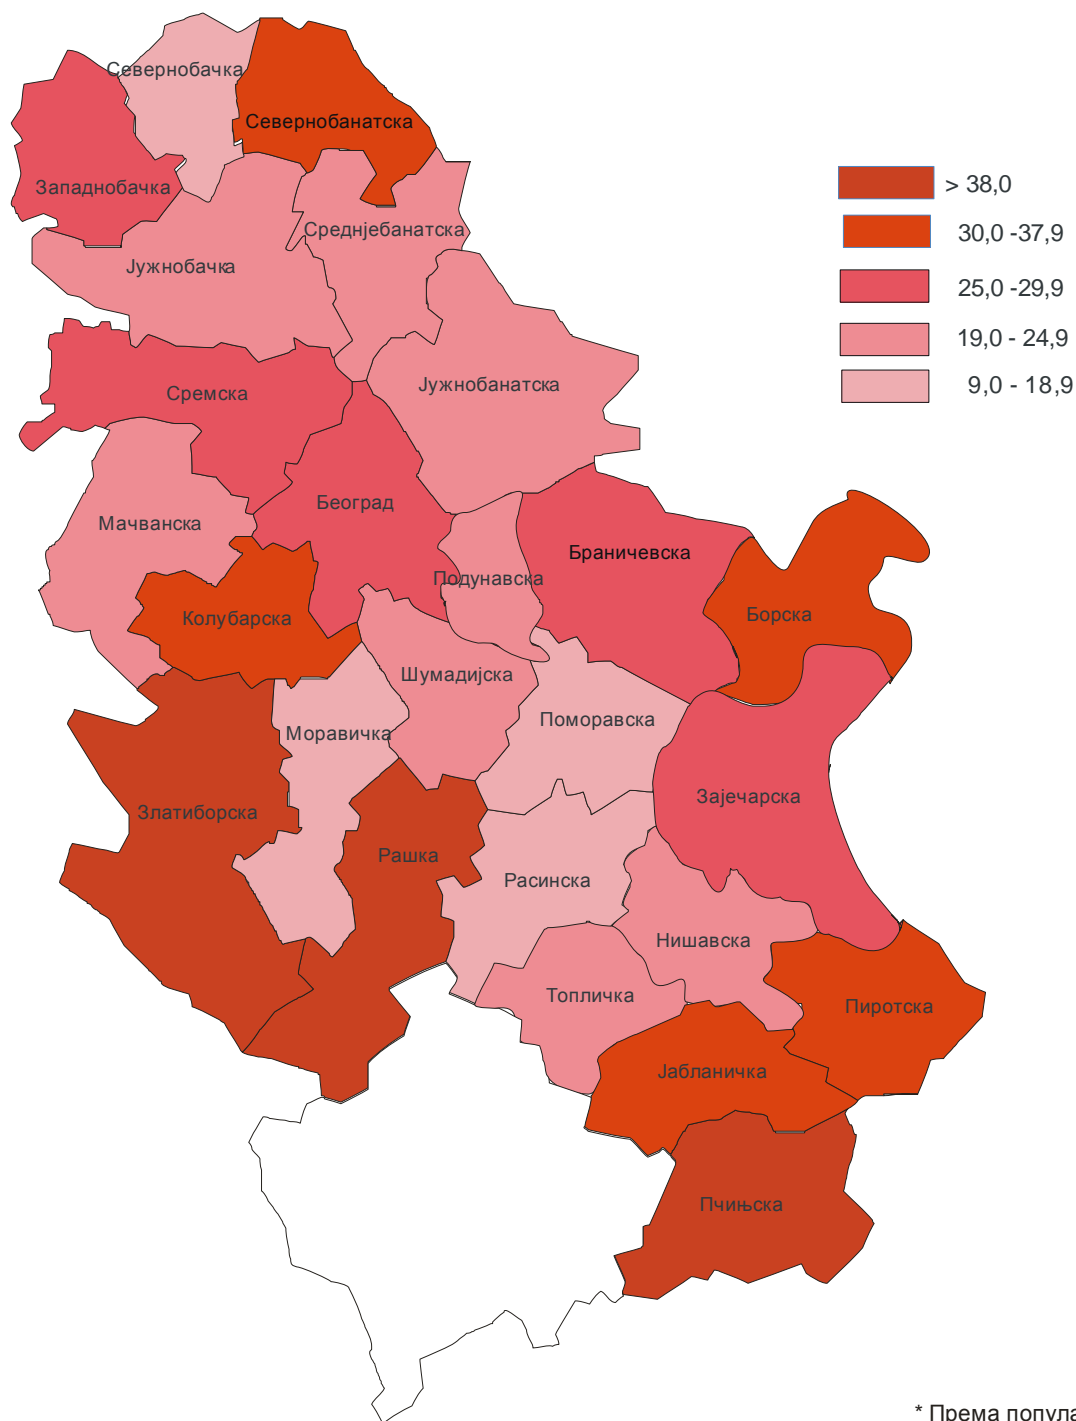 Севернобачка
Севернобанатска
Западнобачка
> 38,0
Средњебанатска
30,0 -37,9
Јужнобачка
25,0 -29,9
19,0 - 24,9
Јужнобанатска
9,0 - 18,9
Сремска
Београд
Мачванска
Браничевска
Подунавска
Колубарска
Борска
Шумадијска
Поморавска
Моравичка
Зајечарска
Златиборска
Рашка
Расинска
Нишавска
Топличка
Пиротска
Јабланичка
Пчињска
* Према попула